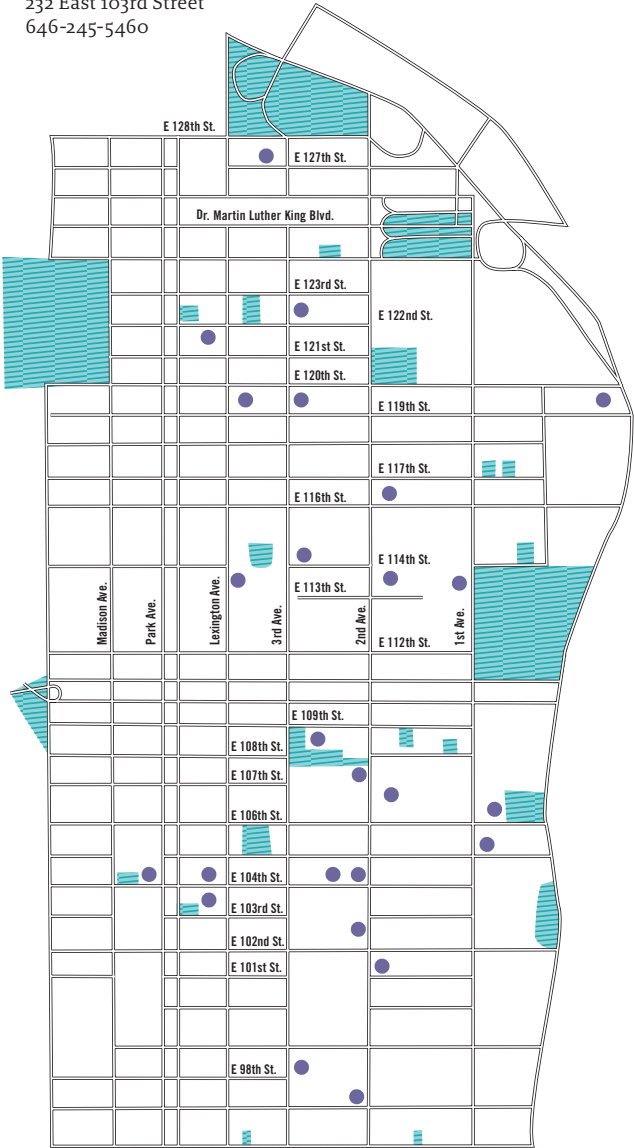 232 East 103rd Street
646-245-5460
E 128th St.
E 127th St.
Dr. Martin Luther King Blvd.
E 123rd St.
E 122nd St.
E 121st St.
E 120th St.
E 119th St.
E 117th St.
E 116th St.
E 114th St.
E 113th St.
Madison Ave.
Park Ave.
Lexington Ave.
3rd Ave.
2nd Ave.
1st Ave.
E 112th St.
E 109th St.
E 108th St.
E 107th St.
E 106th St.
E 104th St.
E 103rd St.
E 102nd St.
E 101st St.
E 98th St.